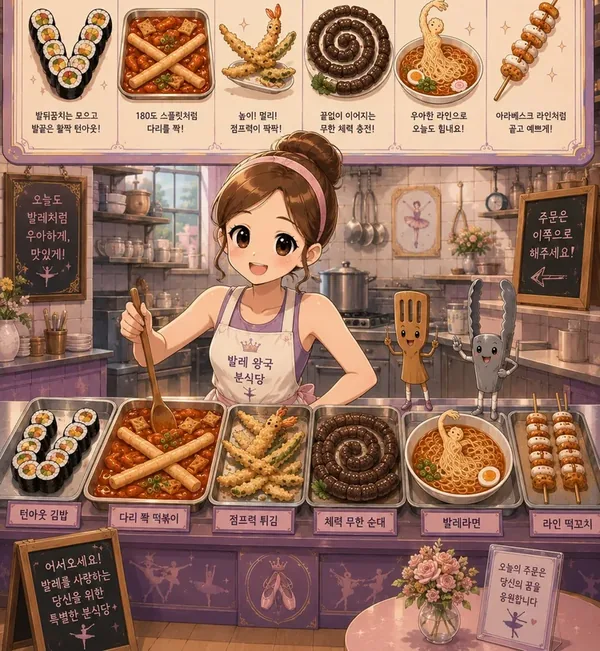 발뒤꿈치는 모으고
발끝은 활짝 턴아웃!
180도 스플릿처럼
다리를 쫙!
높이! 멀리!
점프력이 팍팍!
끝없이 이어지는
무한 체력 충전!
우아한 라인으로
오늘도 힘내요!
아라베스크 라인처럼
곧고 예쁘게!
오늘도
발레처럼
우아하게,
맛있게!
주문은
이쪽으로
해주세요!
발레 왕국
분식당
턴아웃 김밥
다리 쫙 떡볶이
점프력 튀김
체력 무한 순대
발레라면
라인 떡꼬치
어서오세요!
발레를 사랑하는
당신을 위한
특별한 분식당
오늘의 주문은
당신의 꿈을
응원합니다